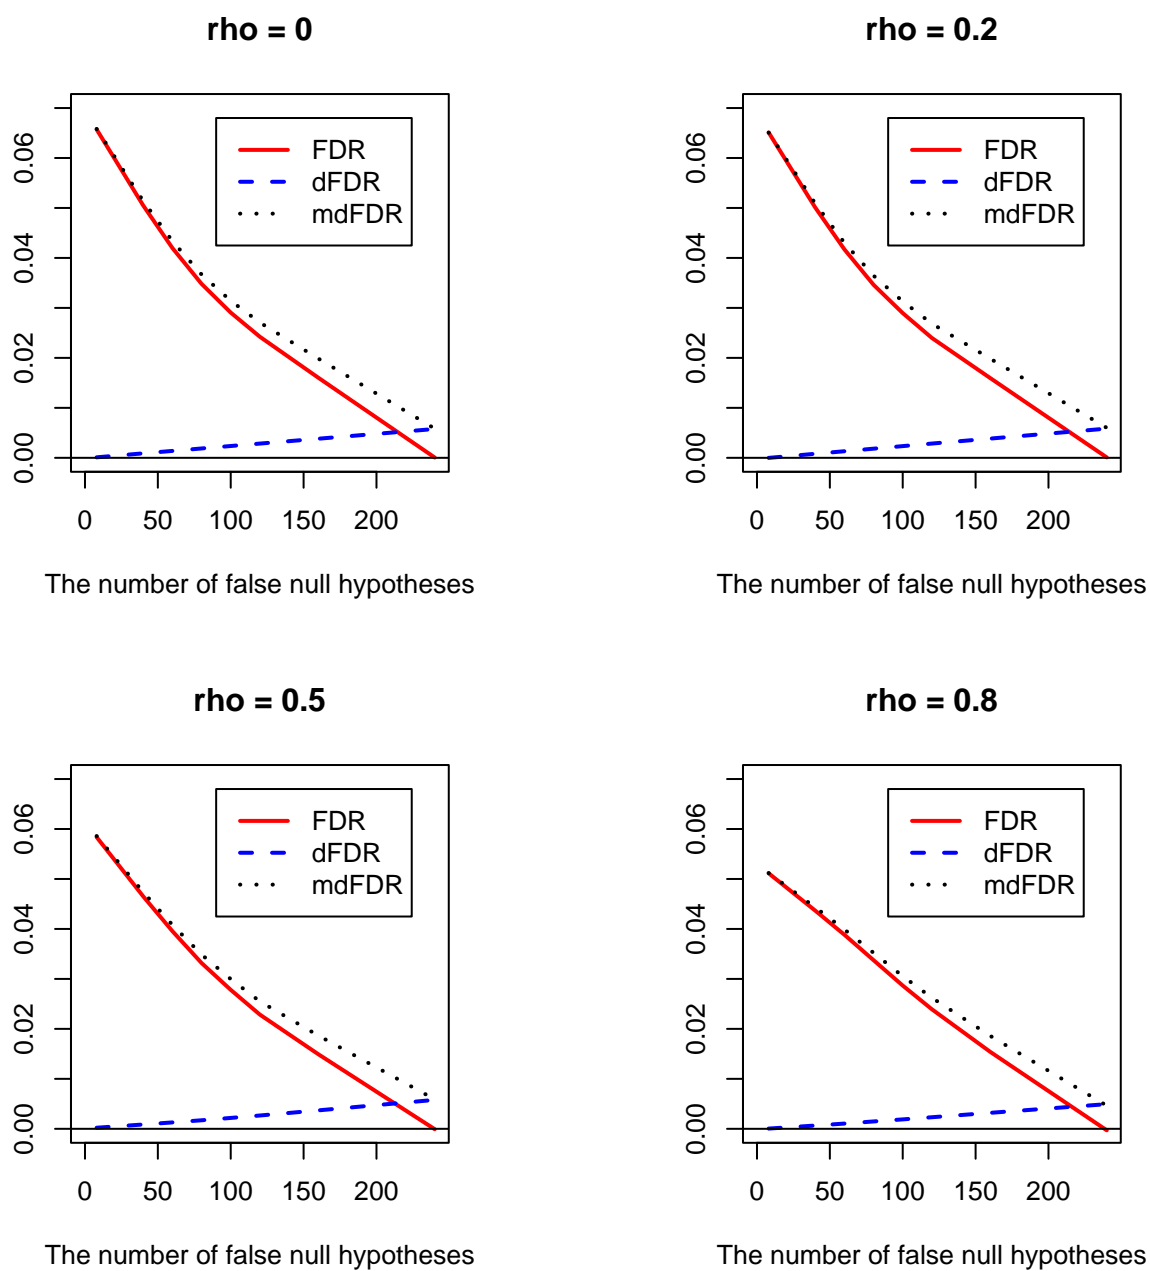 rho = 0
0.00 0.02 0.04 0.06
FDR
dFDR
mdFDR
0 50 100 150 200
The number of false null hypotheses
rho = 0.2
0.00 0.02 0.04 0.06
FDR
dFDR
mdFDR
0 50 100 150 200
The number of false null hypotheses
rho = 0.5
0.00 0.02 0.04 0.06
FDR
dFDR
mdFDR
0 50 100 150 200
The number of false null hypotheses
rho = 0.8
0.00 0.02 0.04 0.06
FDR
dFDR
mdFDR
0 50 100 150 200
The number of false null hypotheses